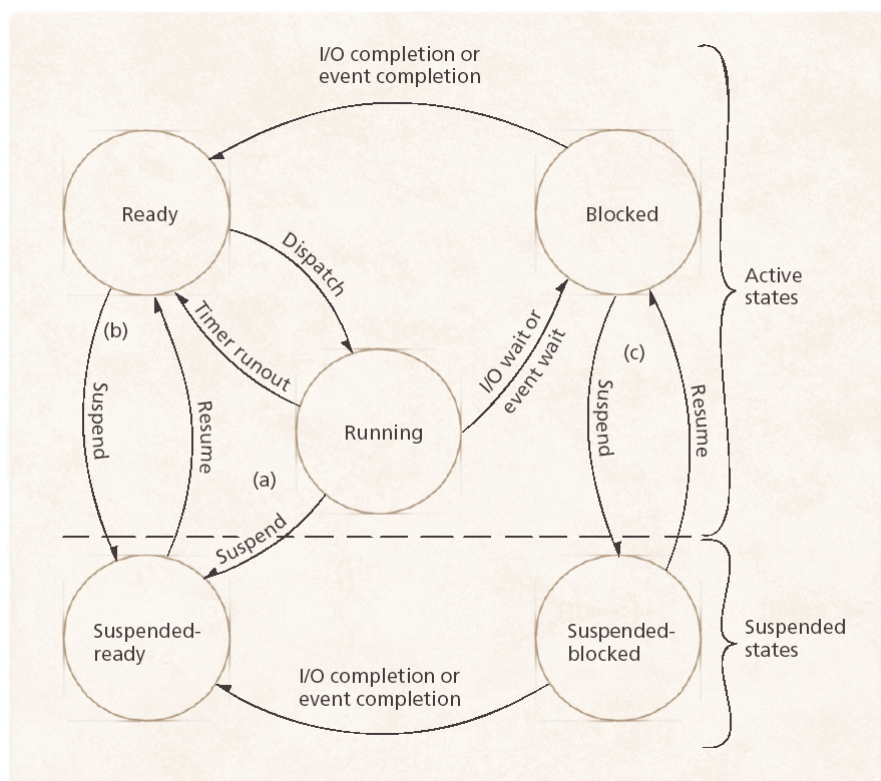 I/O completion or
event completion
Ready
Blocked
Dispatch
Active
states
(b)
Timer runout
I/O wait or
event wait
(c)
Suspend
Resume
Running
Suspend
Resume
(a)
Suspend
Suspended-
ready
Suspended-
blocked
Suspended
states
I/O completion or
event completion